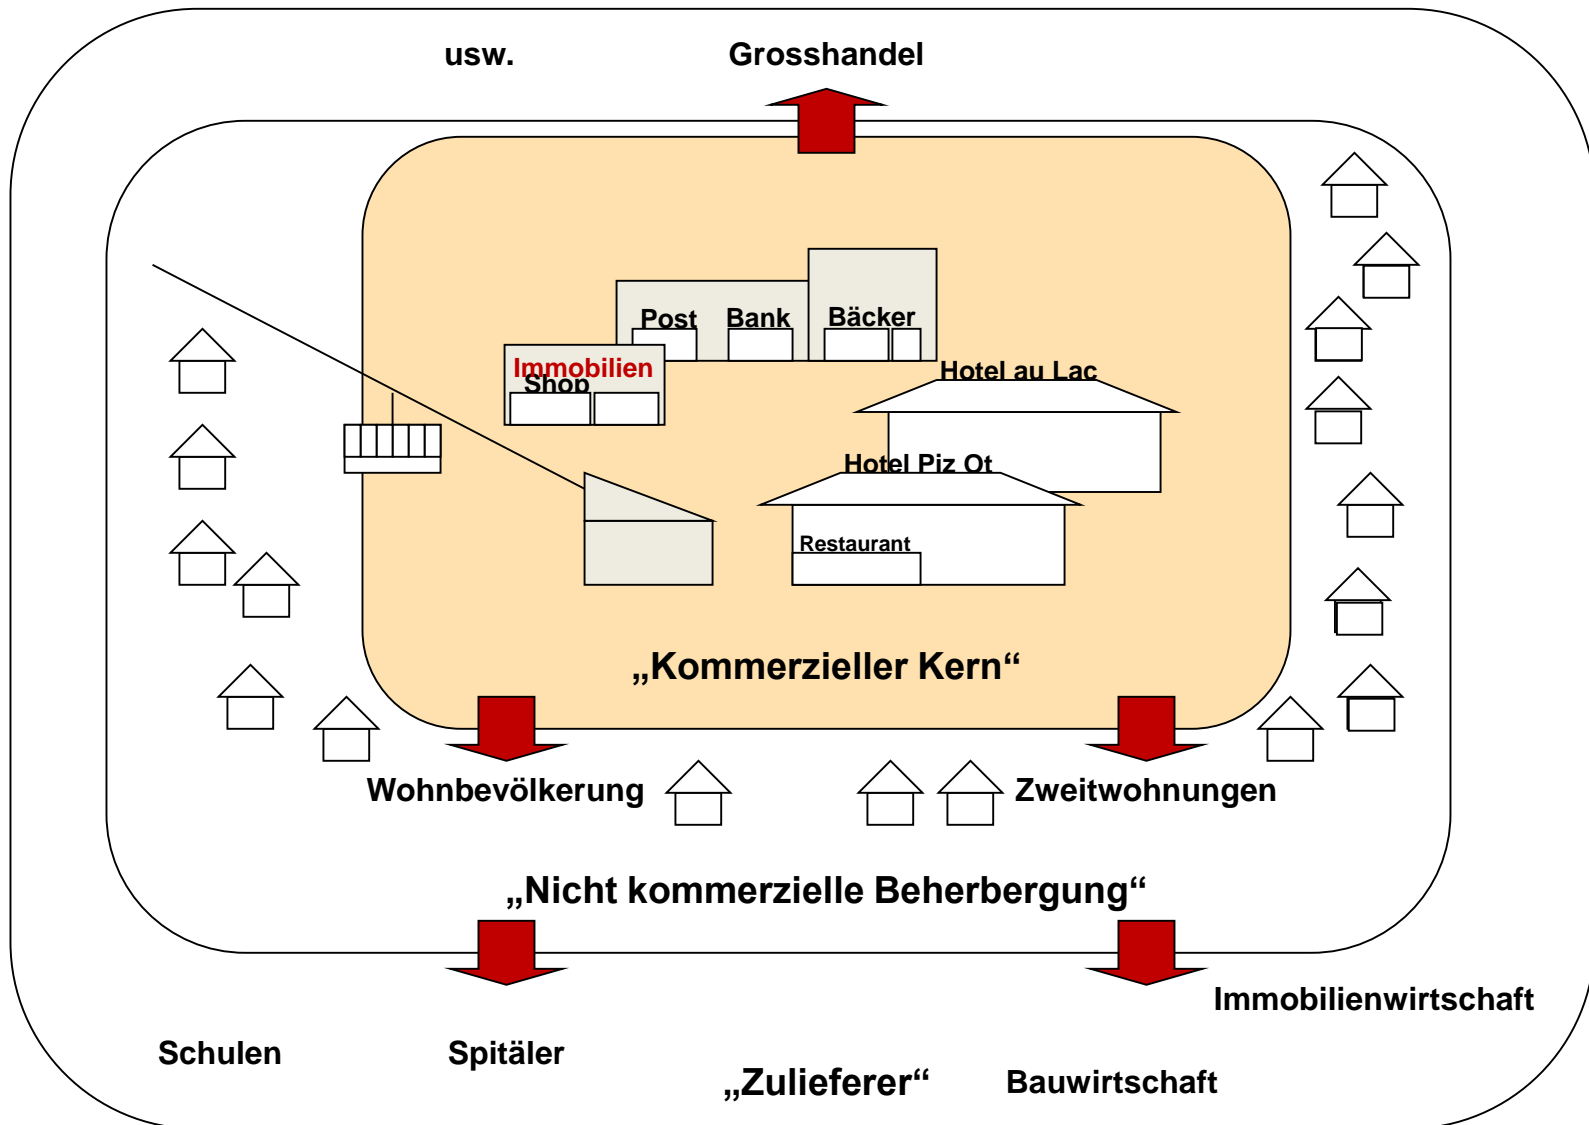 usw.
Grosshandel
Post
Bank
Bäcker
Immobilien
Shop
Hotel au Lac
Hotel Piz Ot
Restaurant
„Kommerzieller Kern“
Wohnbevölkerung
Zweitwohnungen
„Nicht kommerzielle Beherbergung“
Immobilienwirtschaft
Schulen
Spitäler
„Zulieferer“
Bauwirtschaft